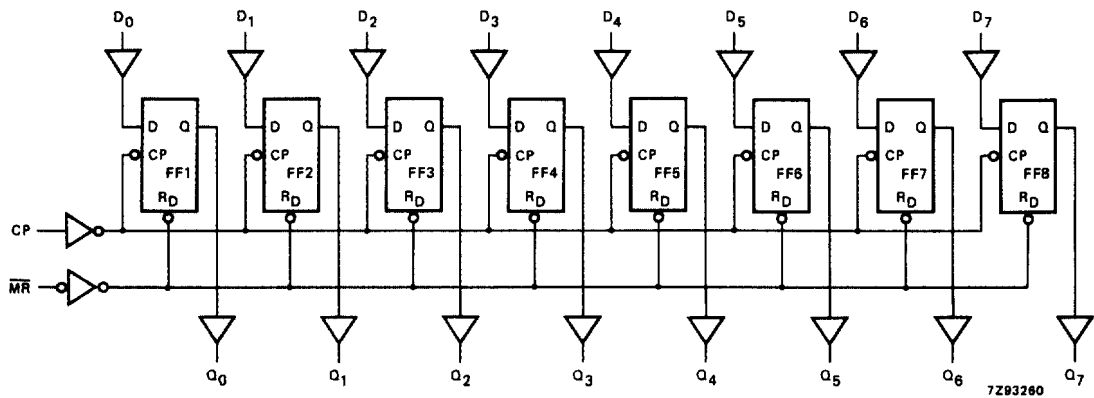 D0 D1 D2 D3 D4 D5 D6 D7
D Q D Q D Q D Q D Q D Q D Q D Q
CP CP CP CP CP CP CP CP
FF1 FF2 FF3 FF4 FF5 FF6 FF7 FF8
RD RD RD RD RD RD RD RD
CP
MR
Q0 Q1 Q2 Q3 Q4 Q5 Q6 Q7
7Z93260